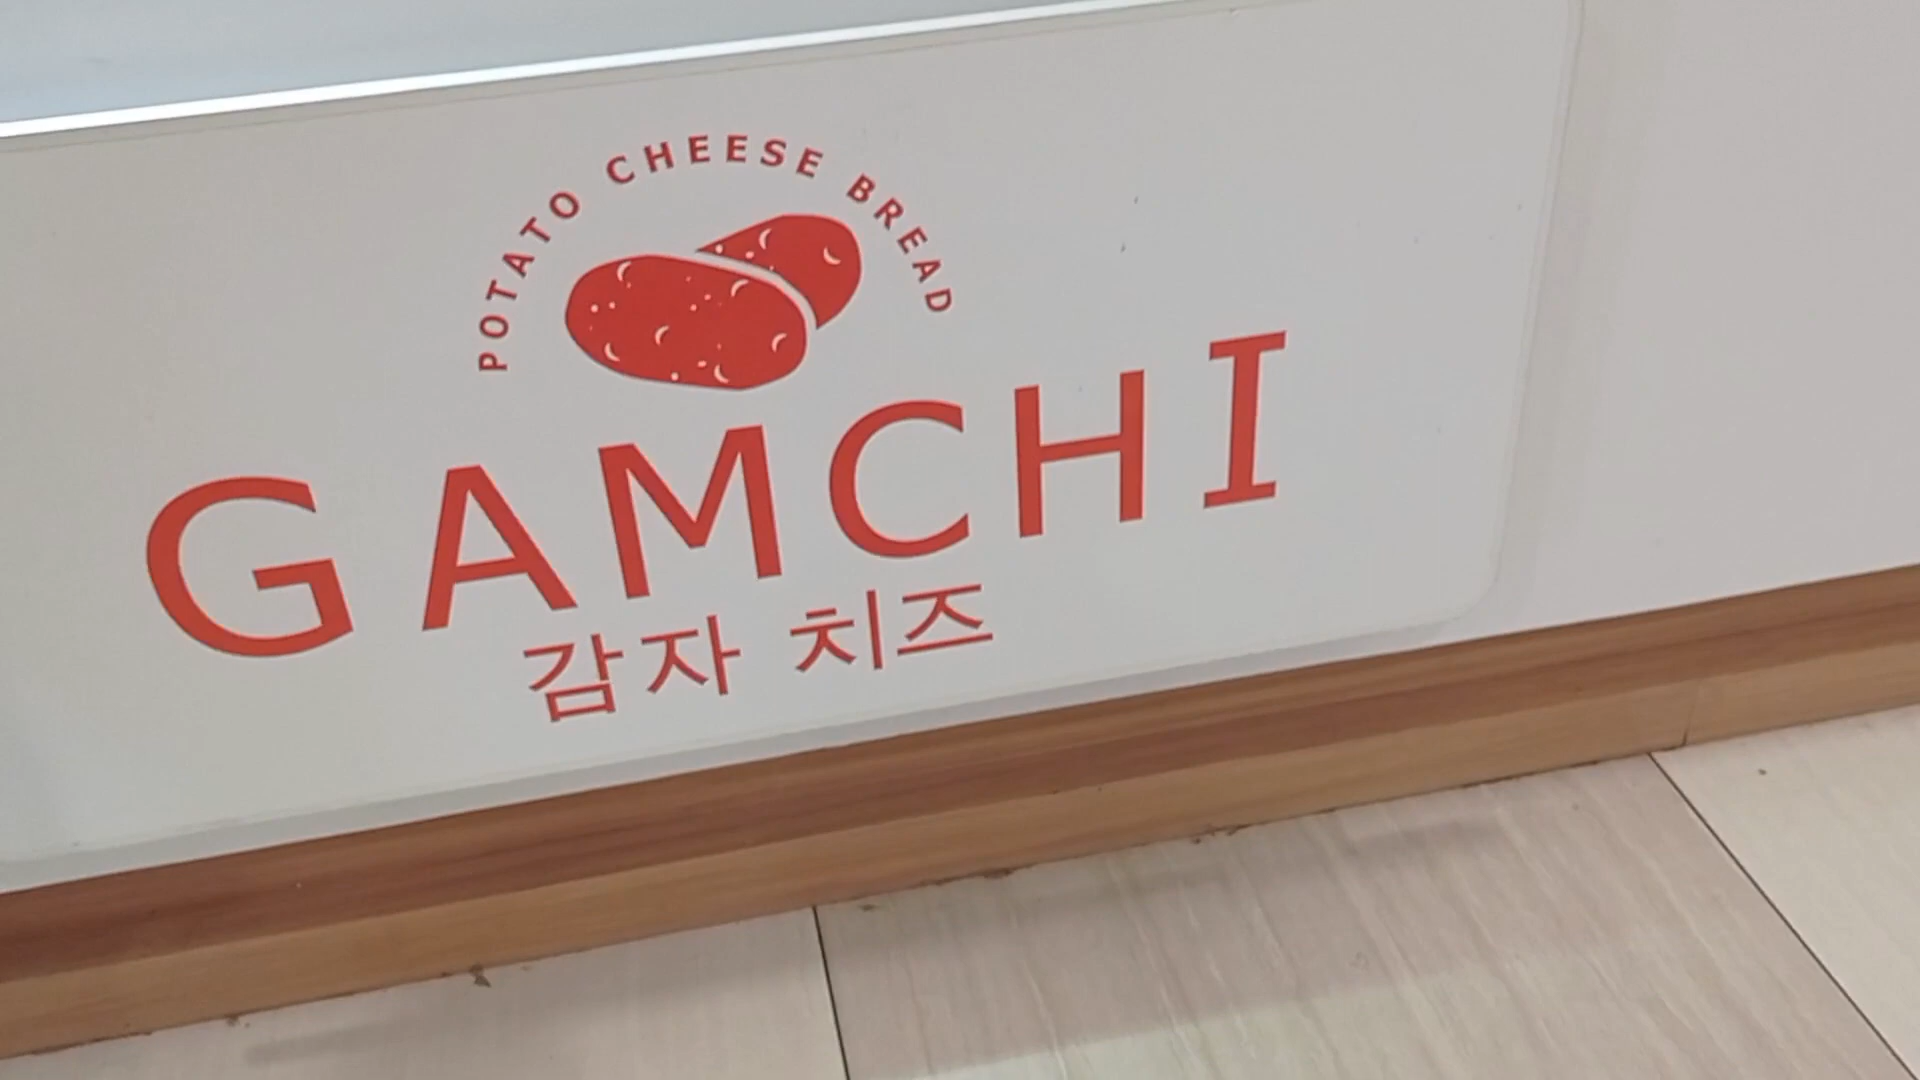 POTATO CHEESE BREAD
GAMCHI
감자 치즈